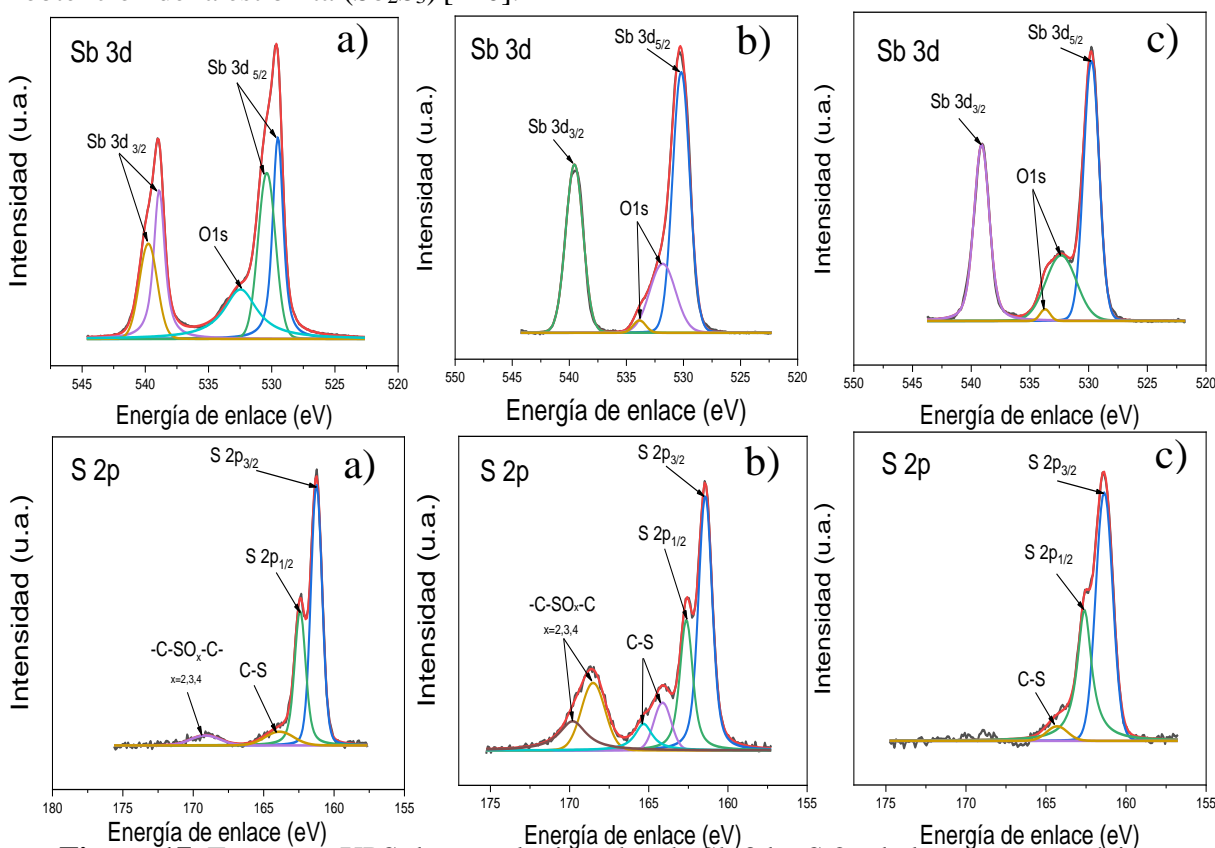 Sb 3d
a)
Sb 3d 5/2
Sb 3d 3/2
O1s
Intensidad (u.a.)
545 540 535 530 525 520
Energía de enlace (eV)
Sb 3d
b)
Sb 3d5/2
Sb 3d3/2
O1s
Intensidad (u.a.)
550 545 540 535 530 525 520
Energía de enlace (eV)
Sb 3d
c)
Sb 3d5/2
Sb 3d3/2
O1s
Intensidad (u.a.)
550 545 540 535 530 525 520
Energía de enlace (eV)
S 2p
a)
S 2p3/2
S 2p1/2
-C-SOx-C-
x=2,3,4
C-S
Intensidad (u.a.)
180 175 170 165 160 155
Energía de enlace (eV)
S 2p
b)
S 2p3/2
S 2p1/2
-C-SOx-C
x=2,3,4
C-S
Intensidad (u.a.)
175 170 165 160 155
Energía de enlace (eV)
S 2p
c)
S 2p3/2
S 2p1/2
C-S
Intensidad (u.a.)
175 170 165 160 155
Energía de enlace (eV)